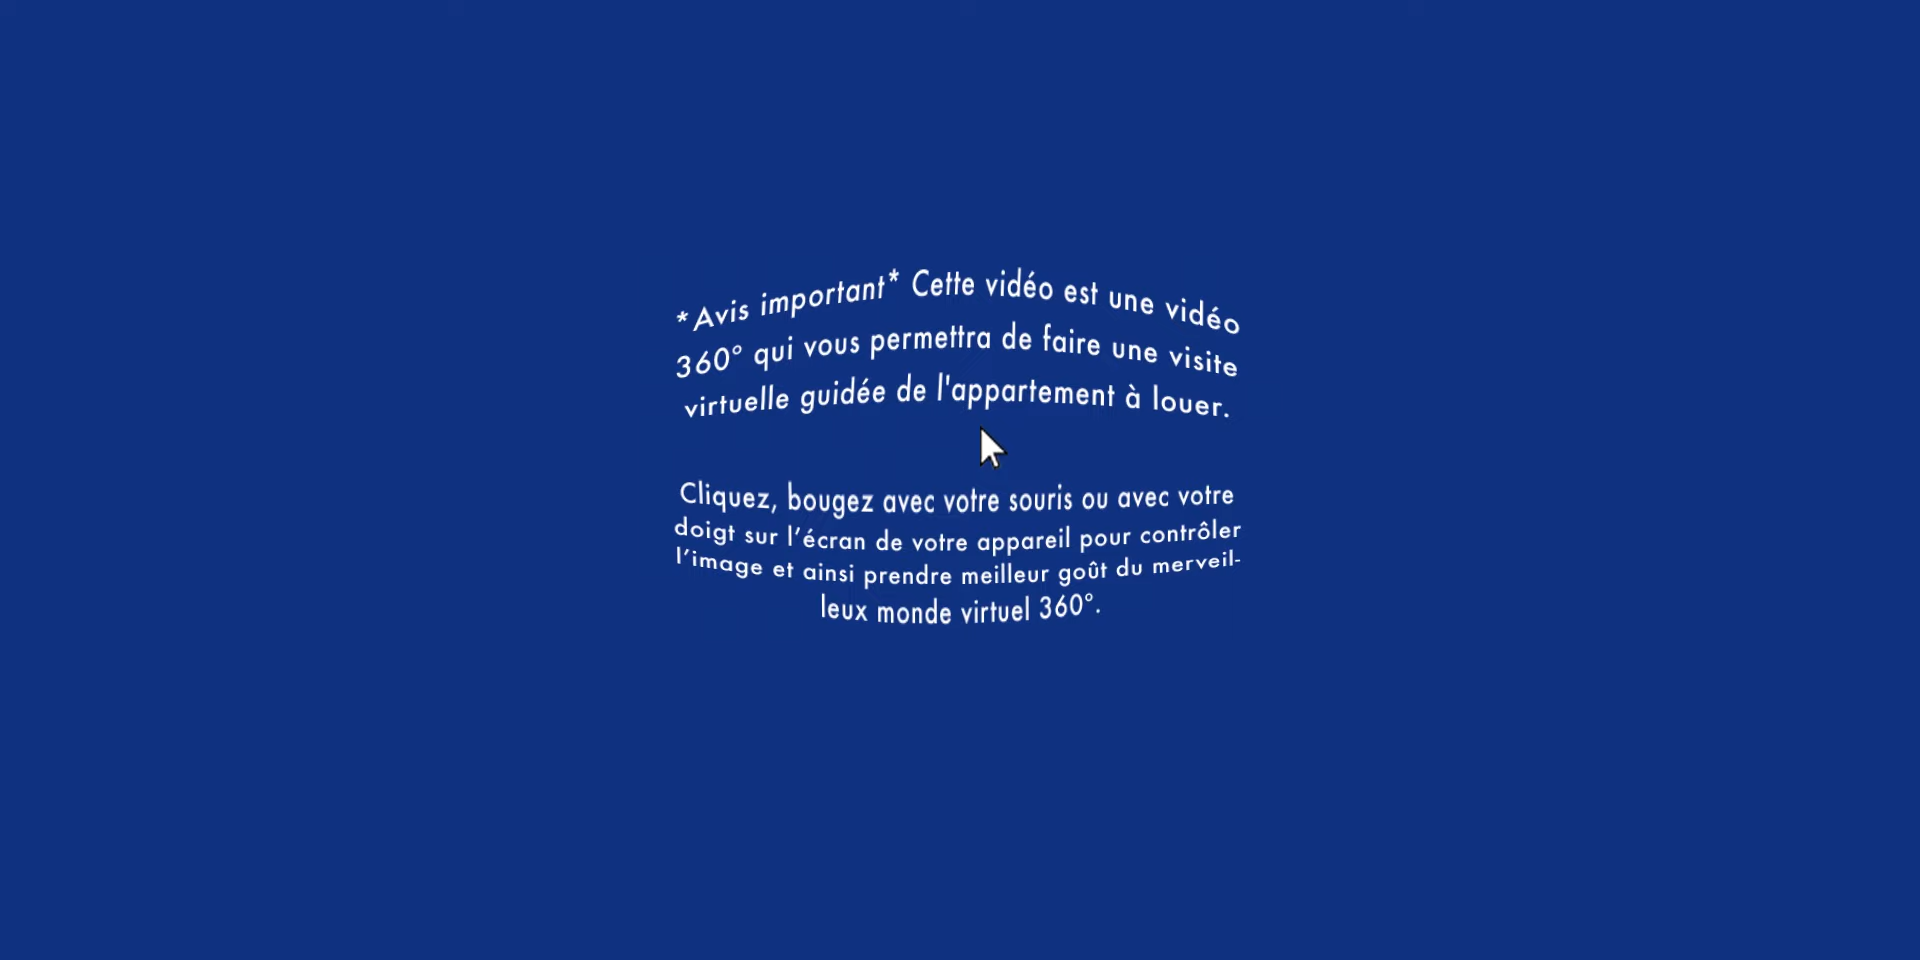 *Avis important* Cette vidéo est une vidéo
360° qui vous permettra de faire une visite
virtuelle guidée de l'appartement à louer.
Cliquez, bougez avec votre souris ou avec votre
doigt sur l’écran de votre appareil pour contrôler
l’image et ainsi prendre meilleur goût du merveil-
leux monde virtuel 360°.